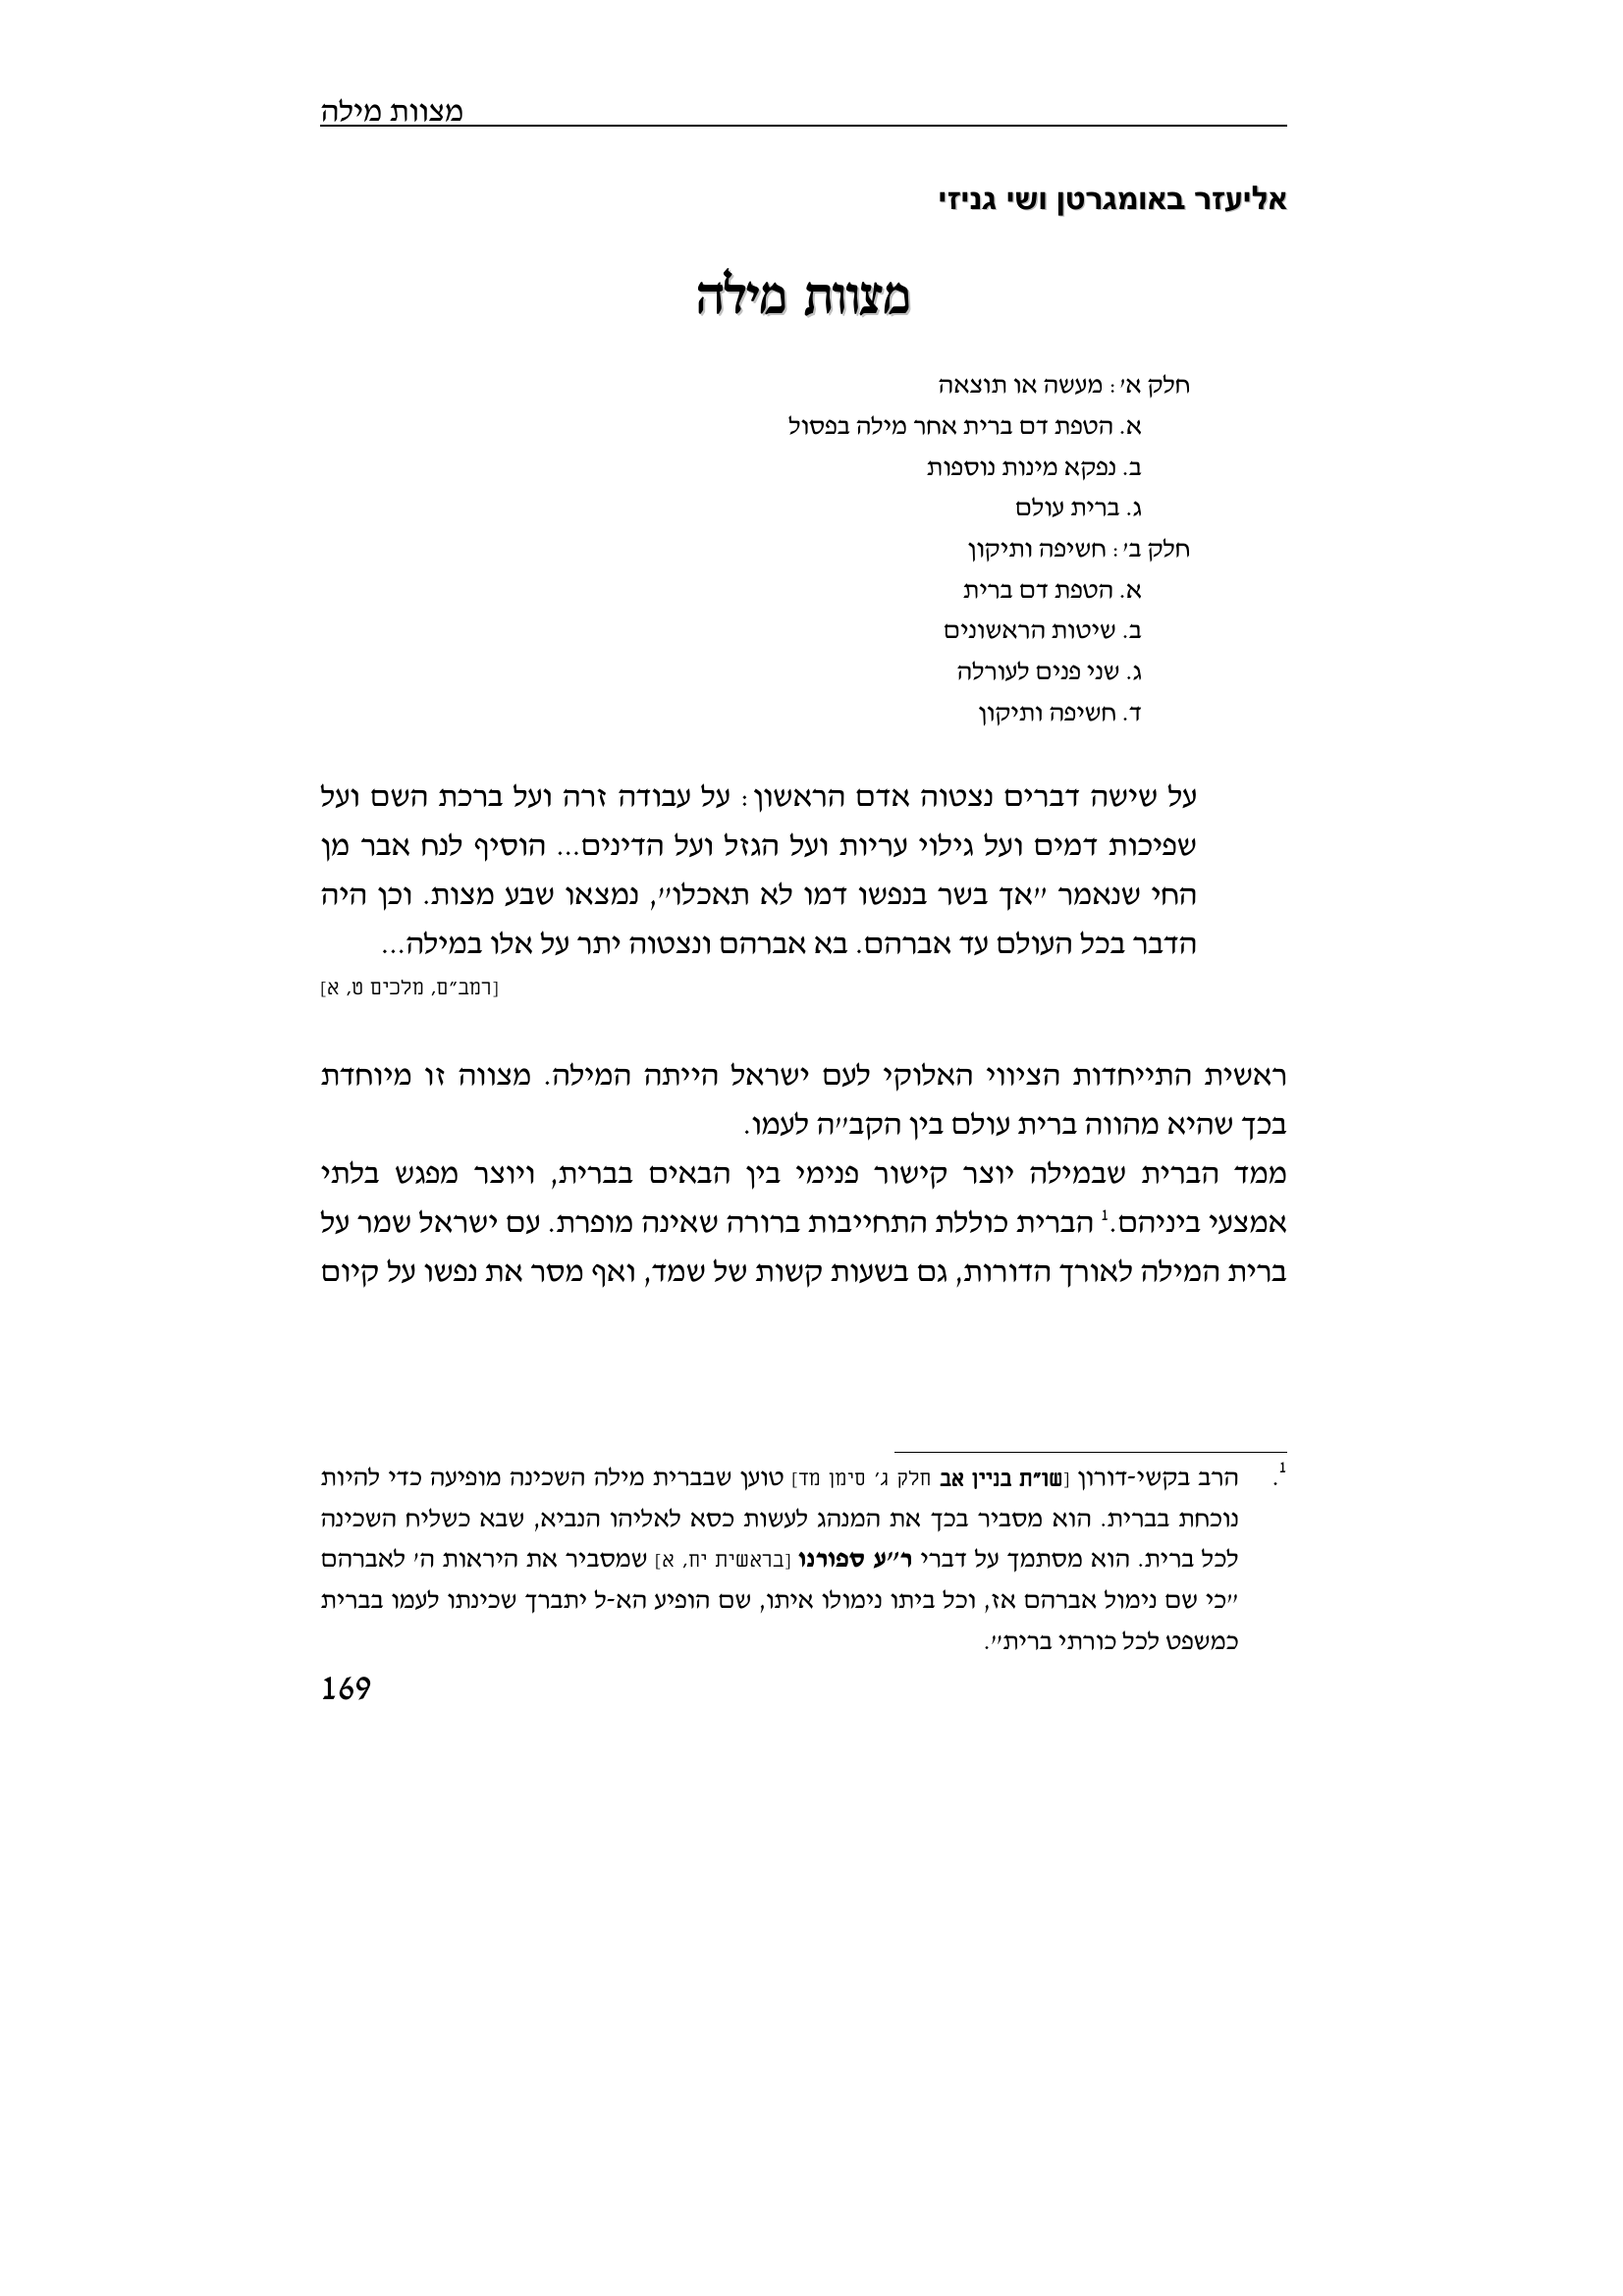 מצוות מילה
אליעזר באומגרטן ושי גניזי
מצוות מילה
חלק א': מעשה או תוצאה
א. הטפת דם ברית אחר מילה בפסול
ב. נפקא מינות נוספות
ג. ברית עולם
חלק ב': חשיפה ותיקון
א. הטפת דם ברית
ב. שיטות הראשונים
ג. שני פנים לעורלה
ד. חשיפה ותיקון
על שישה דברים נצטוה אדם הראשון: על עבודה זרה ועל ברכת השם ועל
שפיכות דמים ועל גילוי עריות ועל הגזל ועל הדינים... הוסיף לנח אבר מן
החי שנאמר "אך בשר בנפשו דמו לא תאכלו", נמצאו שבע מצות. וכן היה
הדבר בכל העולם עד אברהם. בא אברהם ונצטוה יתר על אלו במילה...
[רמב"ם, מלכים ט, א]
ראשית התייחדות הציווי האלוקי לעם ישראל הייתה המילה. מצווה זו מיוחדת
בכך שהיא מהווה ברית עולם בין הקב"ה לעמו.
ממד הברית שבמילה יוצר קישור פנימי בין הבאים בברית, ויוצר מפגש בלתי
אמצעי ביניהם.1 הברית כוללת התחייבות ברורה שאינה מופרת. עם ישראל שמר על
ברית המילה לאורך הדורות, גם בשעות קשות של שמד, ואף מסר את נפשו על קיום
1. הרב בקשי-דורון [שו"ת בניין אב חלק ג' סימן מד] טוען שבברית מילה השכינה מופיעה כדי להיות
נוכחת בברית. הוא מסביר בכך את המנהג לעשות כסא לאליהו הנביא, שבא כשליח השכינה
לכל ברית. הוא מסתמך על דברי ר"ע ספורנו [בראשית יח, א] שמסביר את היראות ה' לאברהם
"כי שם נימול אברהם אז, וכל ביתו נימולו איתו, שם הופיע הא-ל יתברך שכינתו לעמו בברית
כמשפט לכל כורתי ברית".
169